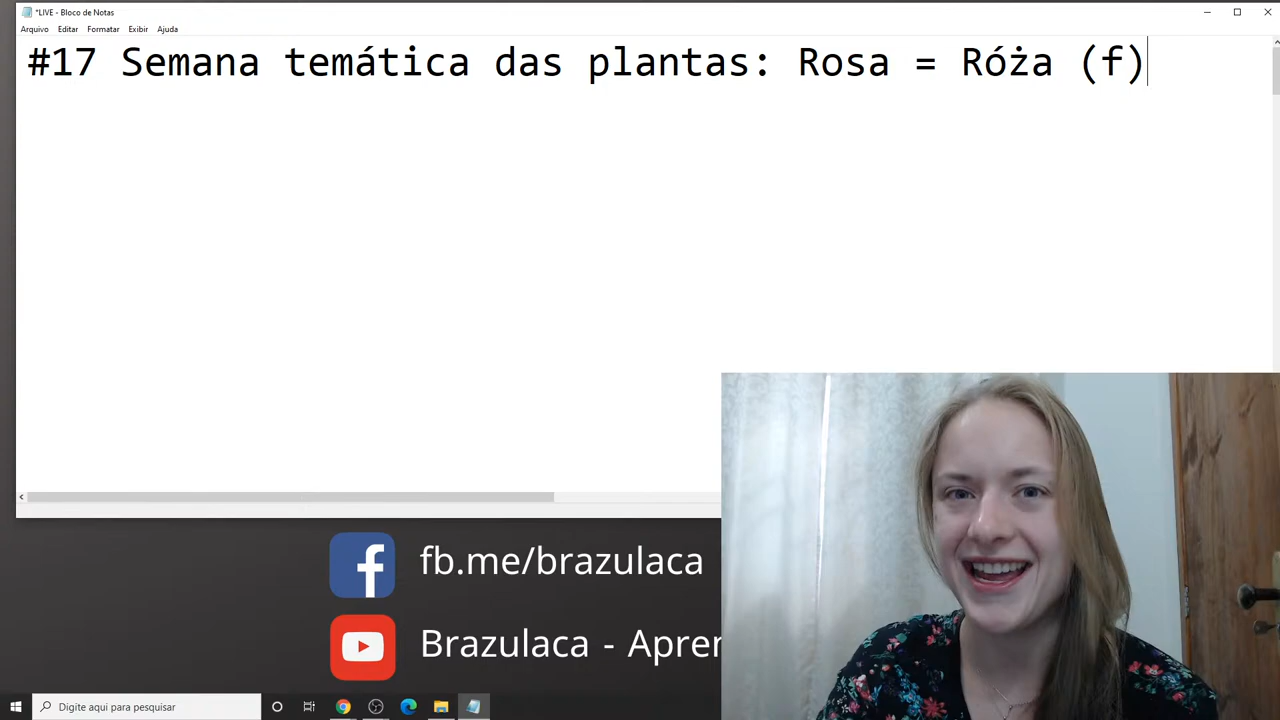 *LIVE - Bloco de Notas
Arquivo Editar Formatar Exibir Ajuda
#17 Semana temática das plantas: Rosa = Róża (f)
fb.me/brazulaca
Brazulaca - Apren
Digite aqui para pesquisar